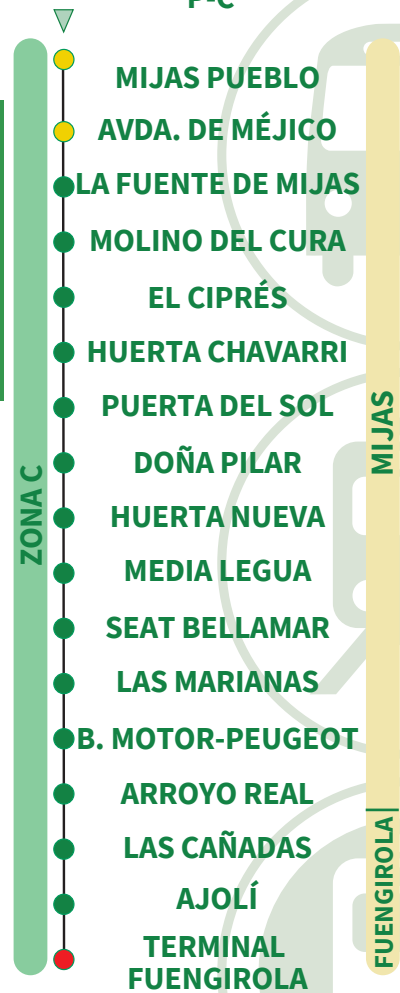 P-C
MIJAS PUEBLO
AVDA. DE MÉJICO
LA FUENTE DE MIJAS
MOLINO DEL CURA
EL CIPRÉS
HUERTA CHAVARRI
PUERTA DEL SOL
DOÑA PILAR
HUERTA NUEVA
MEDIA LEGUA
SEAT BELLAMAR
LAS MARIANAS
B. MOTOR-PEUGEOT
ARROYO REAL
LAS CAÑADAS
AJOLÍ
TERMINAL
FUENGIROLA
ZONA C
MIJAS
FUENGIROLA